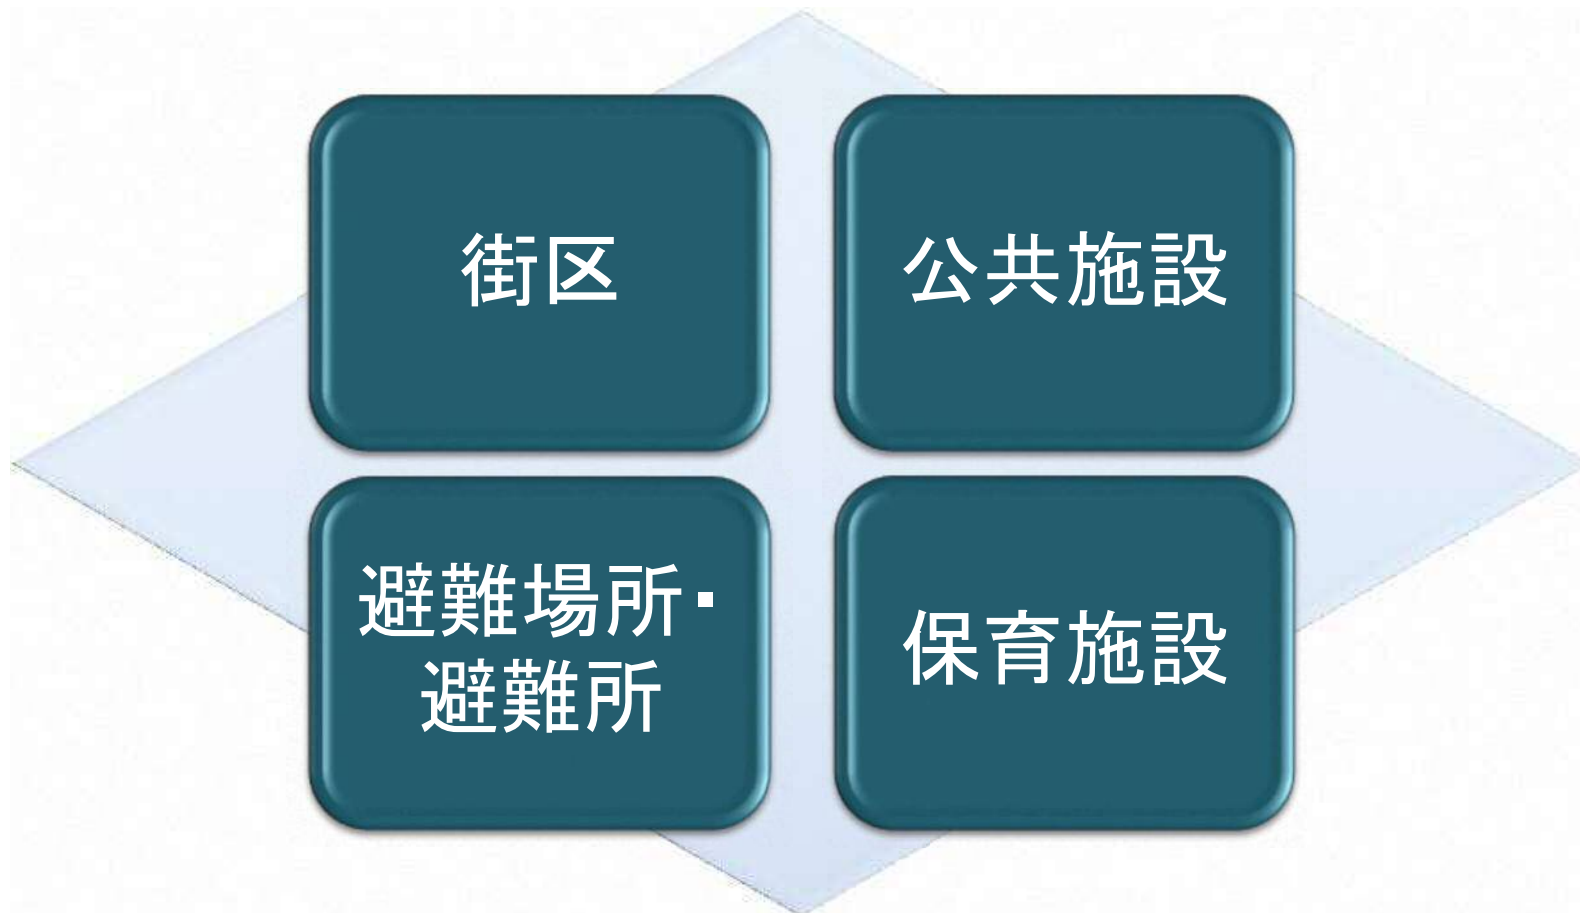 街区
公共施設
避難場所・
避難所
保育施設